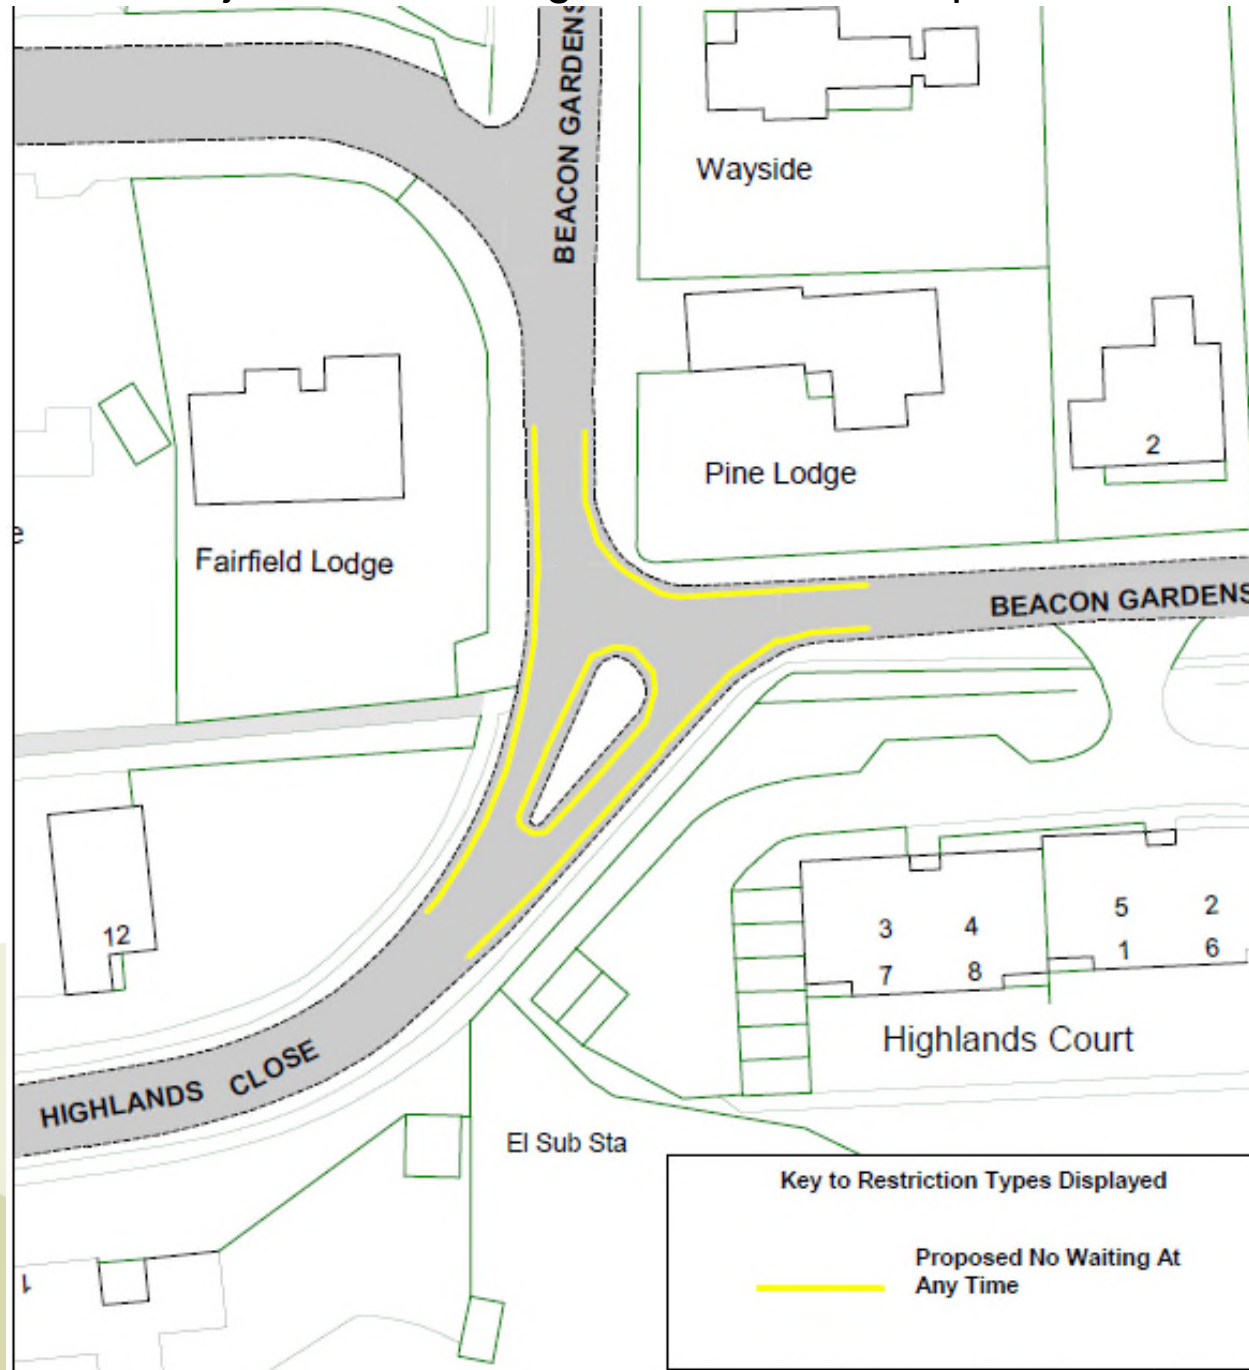 BEACON GARDENS
Wayside
2
Pine Lodge
Fairfield Lodge
BEACON GARDENS
12
3 4 5 2
7 8 1 6
Highlands Court
HIGHLANDS CLOSE
El Sub Sta
1
Key to Restriction Types Displayed
Proposed No Waiting At
Any Time